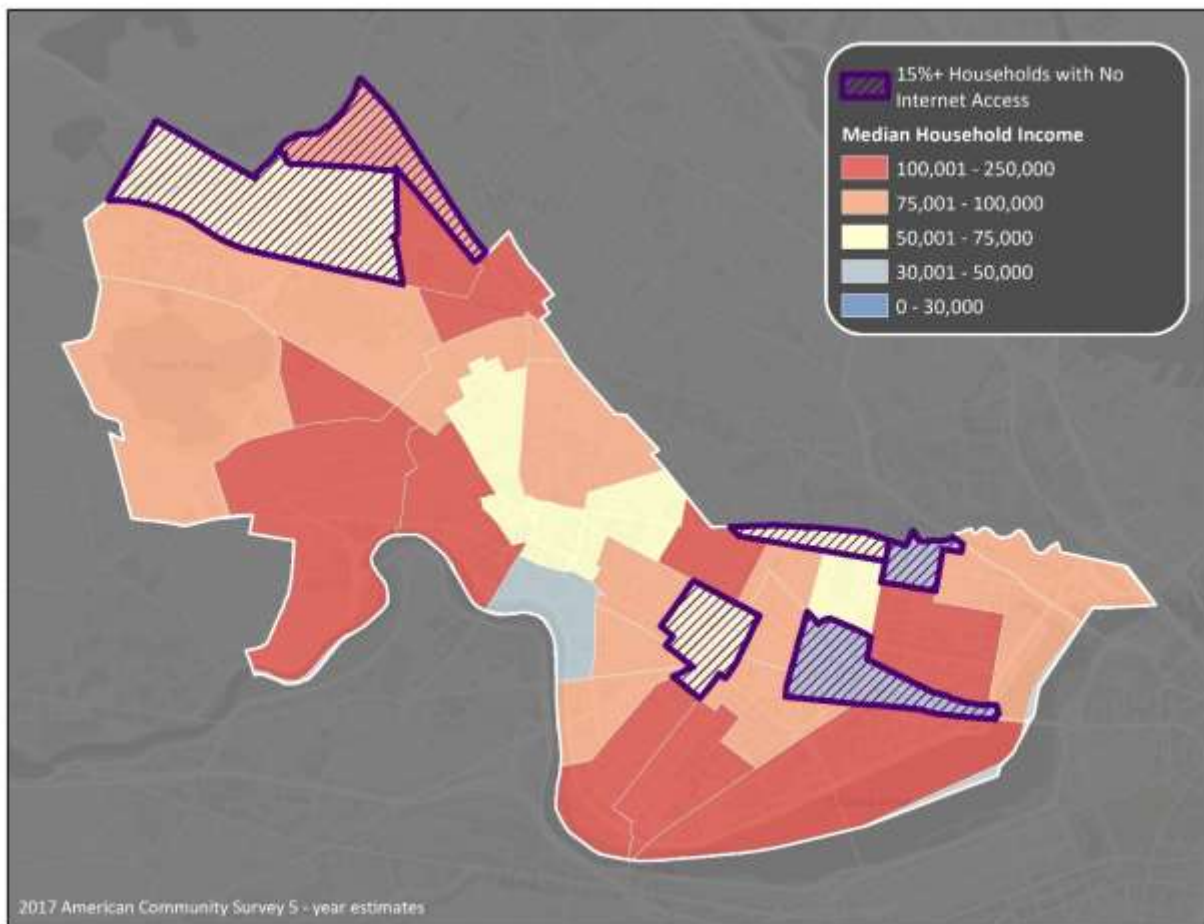 15%+ Households with No
Internet Access
Median Household Income
100,001 - 250,000
75,001 - 100,000
50,001 - 75,000
30,001 - 50,000
0 - 30,000
2017 American Community Survey 5 - year estimates